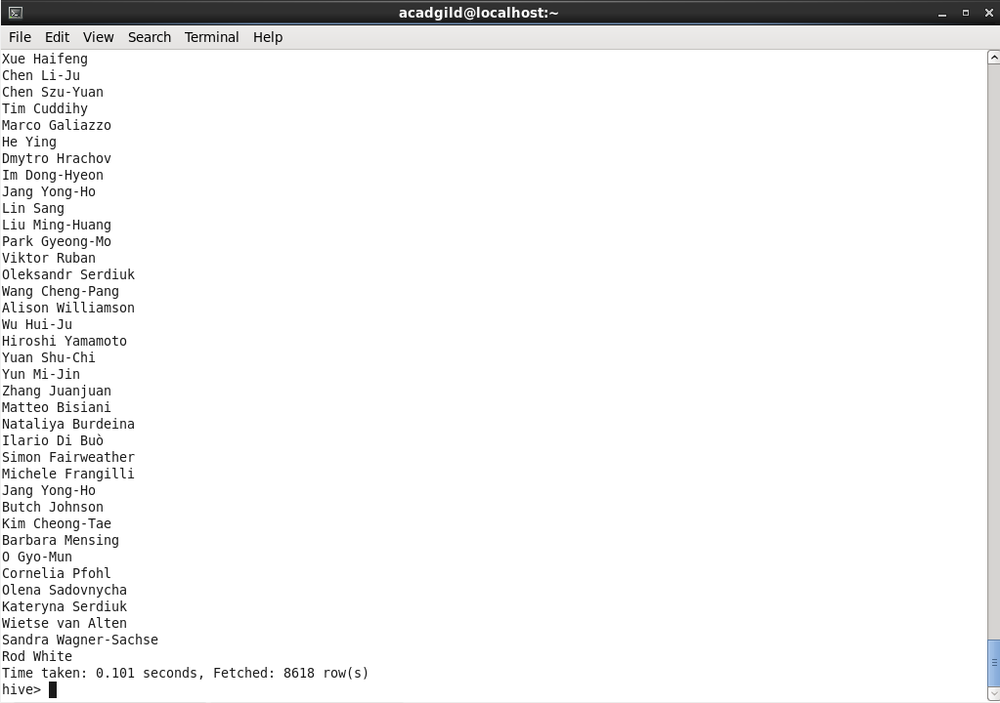 acadgild@localhost:~
File Edit View Search Terminal Help
Xue Haifeng
Chen Li-Ju
Chen Szu-Yuan
Tim Cuddihy
Marco Galiazzo
He Ying
Dmytro Hrachov
Im Dong-Hyeon
Jang Yong-Ho
Lin Sang
Liu Ming-Huang
Park Gyeong-Mo
Viktor Ruban
Oleksandr Serdiuk
Wang Cheng-Pang
Alison Williamson
Wu Hui-Ju
Hiroshi Yamamoto
Yuan Shu-Chi
Yun Mi-Jin
Zhang Juanjuan
Matteo Bisiani
Nataliya Burdeina
Ilario Di Buò
Simon Fairweather
Michele Frangilli
Jang Yong-Ho
Butch Johnson
Kim Cheong-Tae
Barbara Mensing
O Gyo-Mun
Cornelia Pfohl
Olena Sadovnycha
Kateryna Serdiuk
Wietse van Alten
Sandra Wagner-Sachse
Rod White
Time taken: 0.101 seconds, Fetched: 8618 row(s)
hive>